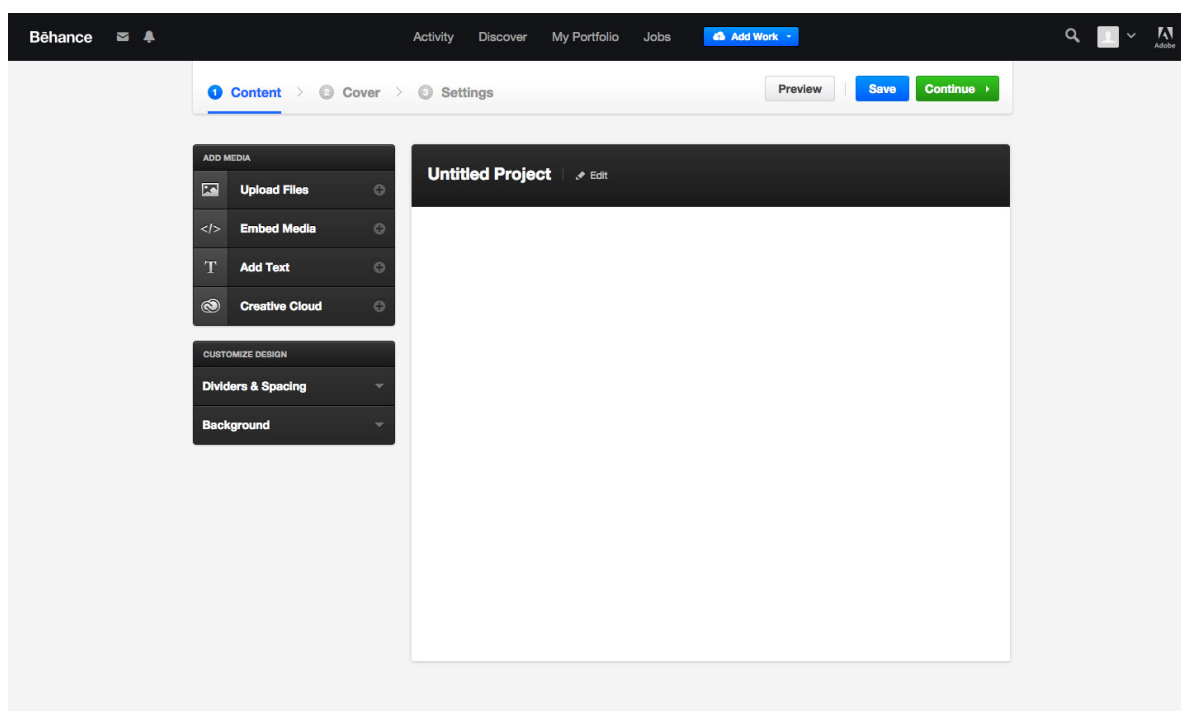 Bēhance Activity Discover My Portfolio Jobs Add Work Adobe
1 Content > 2 Cover > 3 Settings Preview Save Continue
ADD MEDIA
Upload Files
</> Embed Media
T Add Text
Creative Cloud
CUSTOMIZE DESIGN
Dividers & Spacing
Background
Untitled Project | Edit